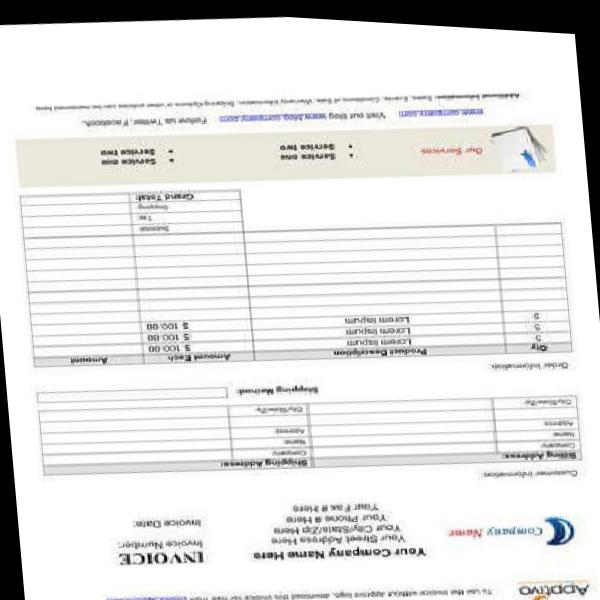 Apptivo
To use the invoice without Apptivo logo, download this invoice for free from
Company Name
Your Company Name Here
Your Street Address Here
Your City/State/Zip Here
Your Phone # Here
Your Fax # Here
INVOICE
Invoice Number:
Invoice Date:
Customer Information:
Billing Address: Shipping Address:
Company Company
Name Name
Address Address
City/State/Zip: City/State/Zip:
Shipping Method:
Order Information:
Qty Product Description Amount Each Amount
5 Lorem Ispum $ 100.00
5 Lorem Ispum $ 100.00
5 Lorem Ispum $ 100.00
Subtotal
Tax:
Shipping
Grand Total:
Our Services
• Service one
• Service two
• Service one
• Service two
www.company.com Visit our blog www.blog.company.com Follow us Twitter, Facebook.
Additional Information: Sales, Events, Conditions of Sale, Warranty Information, Shipping Options or other policies can be mentioned here